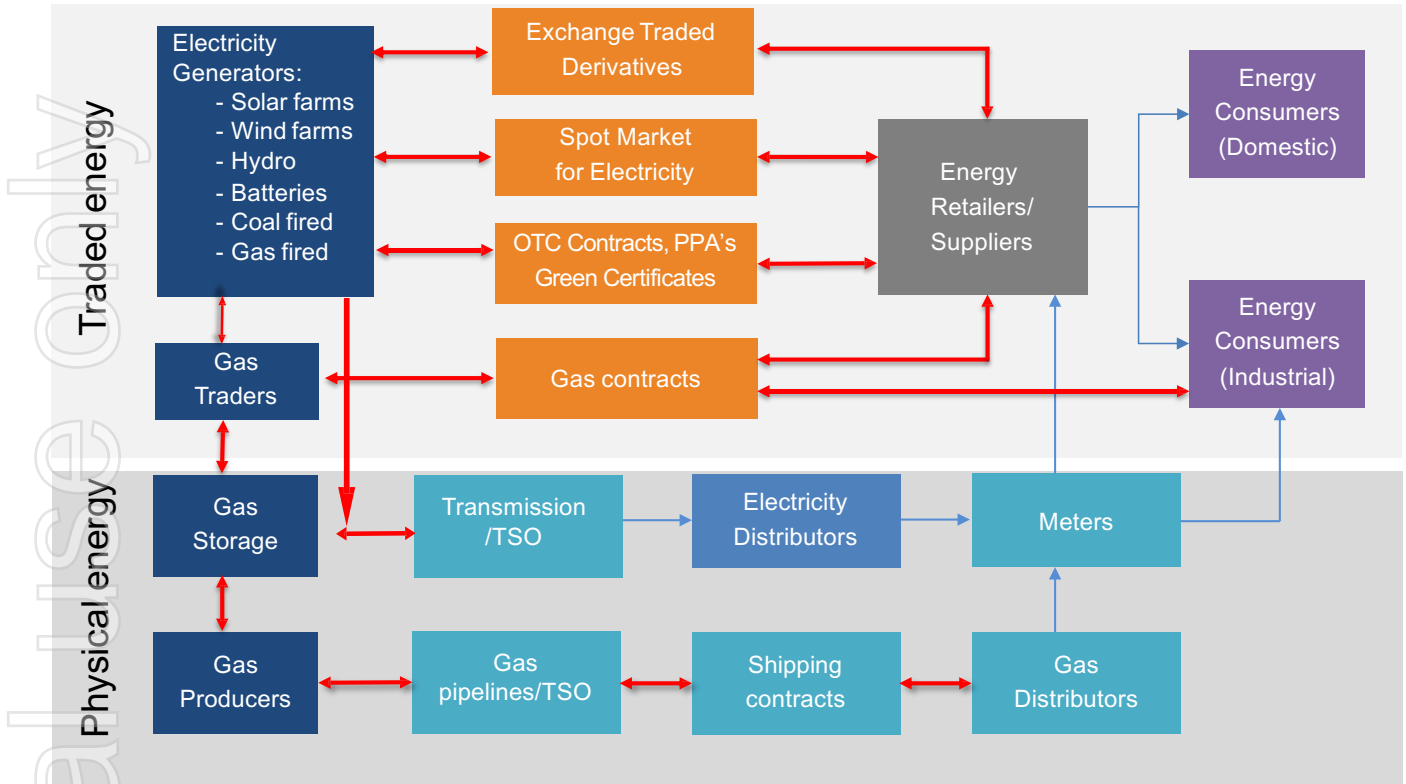 Electricity
Generators:
- Solar farms
- Wind farms
- Hydro
- Batteries
- Coal fired
- Gas fired
Exchange Traded
Derivatives
Spot Market
for Electricity
OTC Contracts, PPA's
Green Certificates
Energy
Retailers/
Suppliers
Energy
Consumers
(Domestic)
Energy
Consumers
(Industrial)
Gas
Traders
Gas contracts
Traded energy
Gas
Storage
Transmission
/TSO
Electricity
Distributors
Meters
Gas
Producers
Gas
pipelines/TSO
Shipping
contracts
Gas
Distributors
Physical energy
al use only